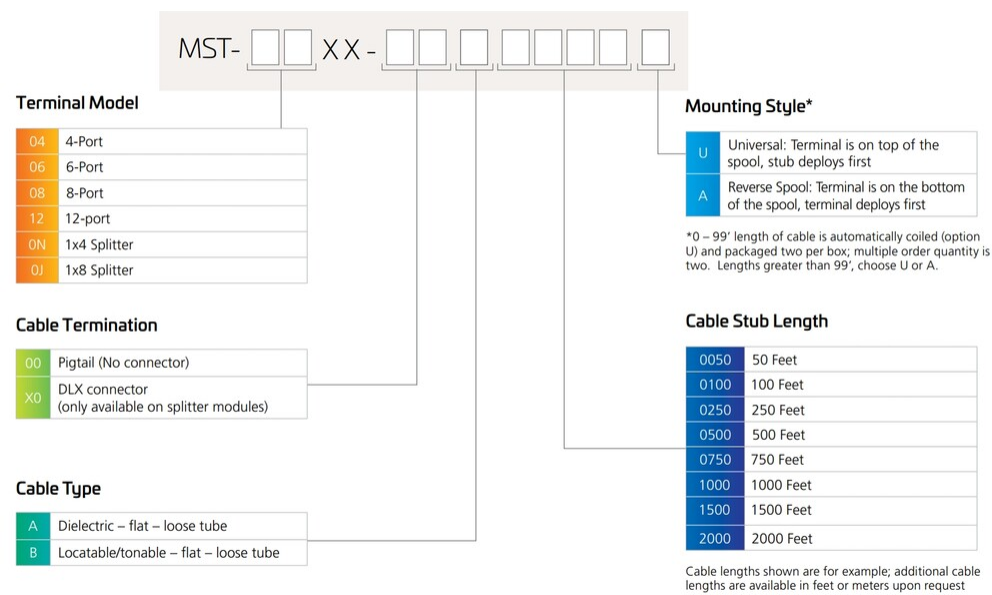 MST- XX -
Terminal Model
04 4-Port
06 6-Port
08 8-Port
12 12-port
0N 1x4 Splitter
0J 1x8 Splitter
Cable Termination
00 Pigtail (No connector)
X0 DLX connector
(only available on splitter modules)
Cable Type
A Dielectric – flat – loose tube
B Locatable/tonable – flat – loose tube
Mounting Style*
U Universal: Terminal is on top of the
spool, stub deploys first
A Reverse Spool: Terminal is on the bottom
of the spool, terminal deploys first
*0 – 99’ length of cable is automatically coiled (option
U) and packaged two per box; multiple order quantity is
two. Lengths greater than 99’, choose U or A.
Cable Stub Length
0050 50 Feet
0100 100 Feet
0250 250 Feet
0500 500 Feet
0750 750 Feet
1000 1000 Feet
1500 1500 Feet
2000 2000 Feet
Cable lengths shown are for example; additional cable
lengths are available in feet or meters upon request